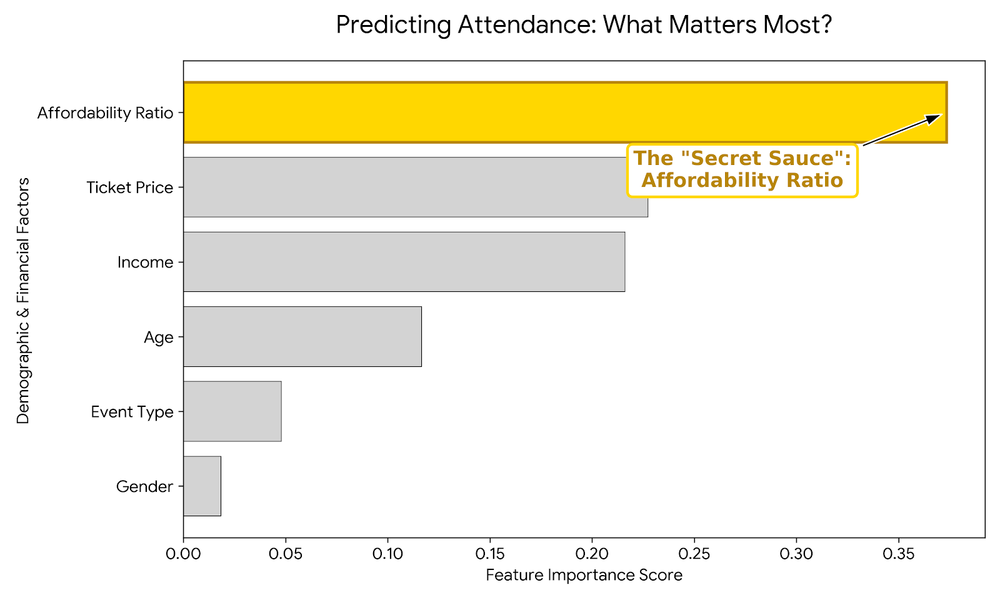 Predicting Attendance: What Matters Most?
Affordability Ratio
The "Secret Sauce":
Affordability Ratio
Ticket Price
Income
Age
Event Type
Gender
Demographic & Financial Factors
0.00 0.05 0.10 0.15 0.20 0.25 0.30 0.35
Feature Importance Score